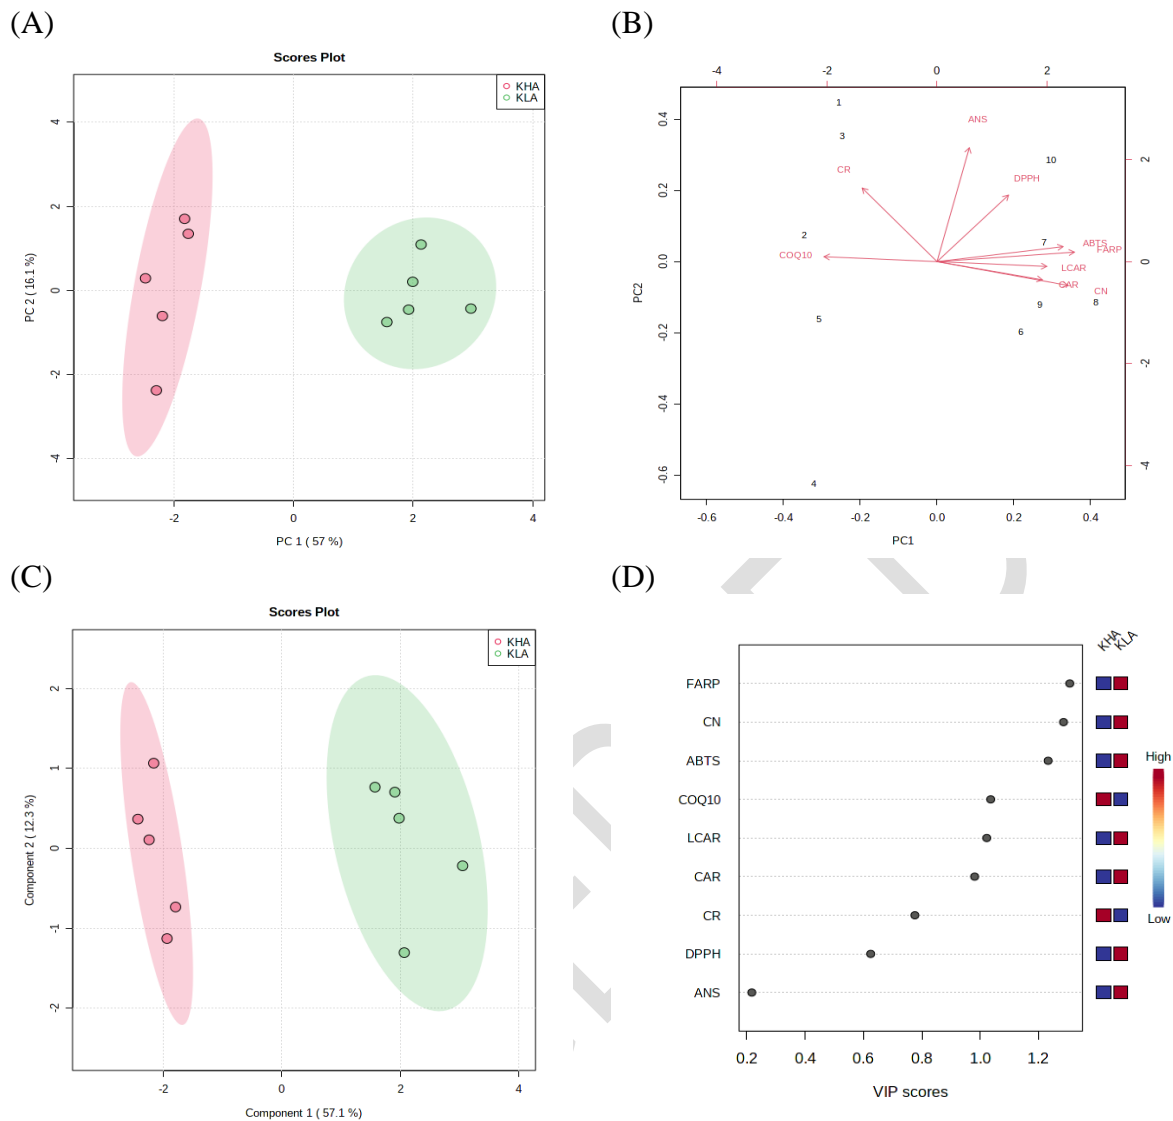 (A)
Scores Plot
KHA
KLA
4
2
0
-2
-4
PC 2 ( 16.1 %)
-2
0
2
4
PC 1 ( 57 %)
(B)
-4
-2
0
2
0.4
0.2
0.0
-0.2
-0.4
-0.6
PC2
2
0
-2
-4
1
3
ANS
10
CR
DPPH
2
7
ABTS
FARP
COQ10
LCAR
CAR
CN
9
8
5
6
4
-0.6
-0.4
-0.2
0.0
0.2
0.4
PC1
(C)
Scores Plot
KHA
KLA
2
1
0
-1
-2
Component 2 ( 12.3 %)
-2
0
2
4
Component 1 ( 57.1 %)
(D)
KHA
KLA
FARP
CN
ABTS
COQ10
LCAR
CAR
CR
DPPH
ANS
High
Low
0.2
0.4
0.6
0.8
1.0
1.2
VIP scores